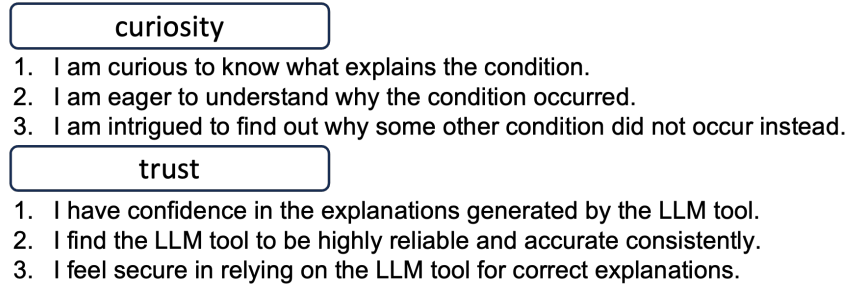 curiosity
1. I am curious to know what explains the condition.
2. I am eager to understand why the condition occurred.
3. I am intrigued to find out why some other condition did not occur instead.
trust
1. I have confidence in the explanations generated by the LLM tool.
2. I find the LLM tool to be highly reliable and accurate consistently.
3. I feel secure in relying on the LLM tool for correct explanations.